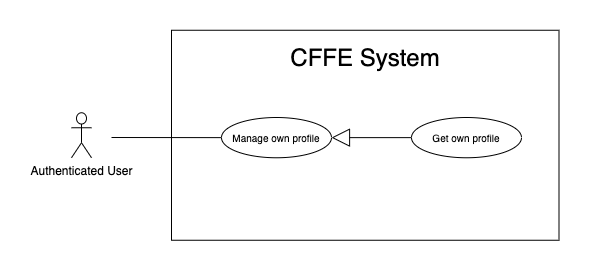 CFFE System
Manage own profile
Get own profile
Authenticated User